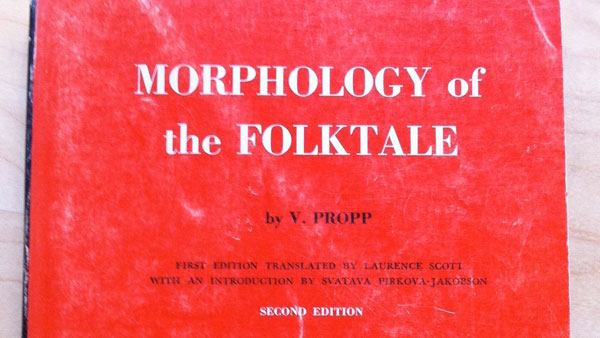 MORPHOLOGY of
the FOLKTALE
by V. PROPP
FIRST EDITION TRANSLATED BY LAURENCE SCOTT
WITH AN INTRODUCTION BY SVATAVA PIRKOVA-JAKOBSON
SECOND EDITION